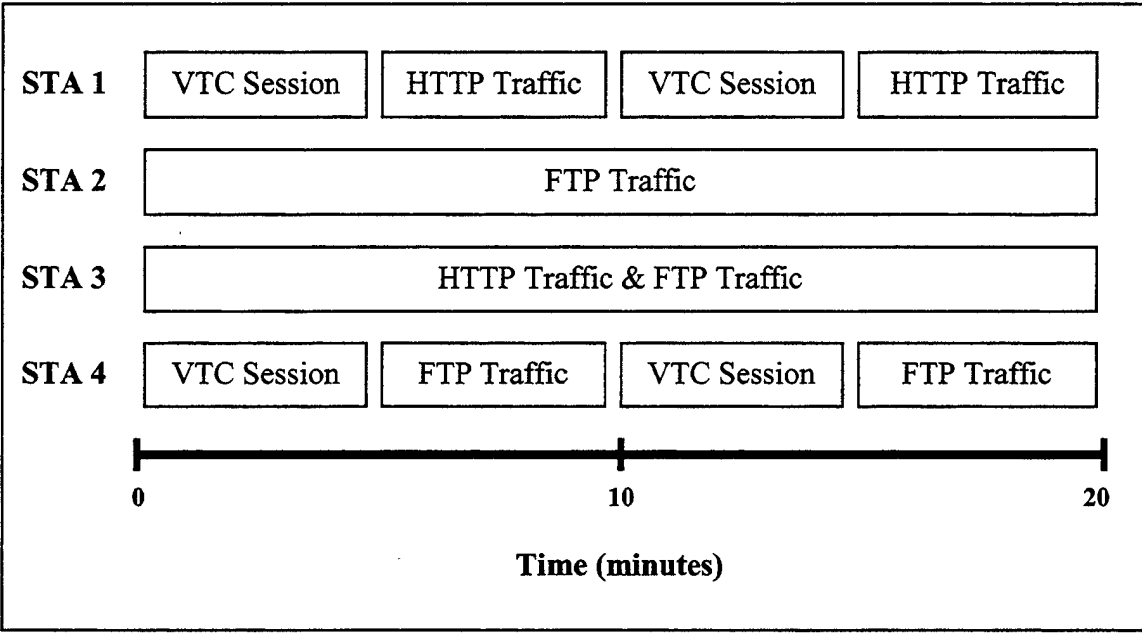 STA 1 VTC Session HTTP Traffic VTC Session HTTP Traffic
STA 2 FTP Traffic
STA 3 HTTP Traffic & FTP Traffic
STA 4 VTC Session FTP Traffic VTC Session FTP Traffic
0 10 20
Time (minutes)